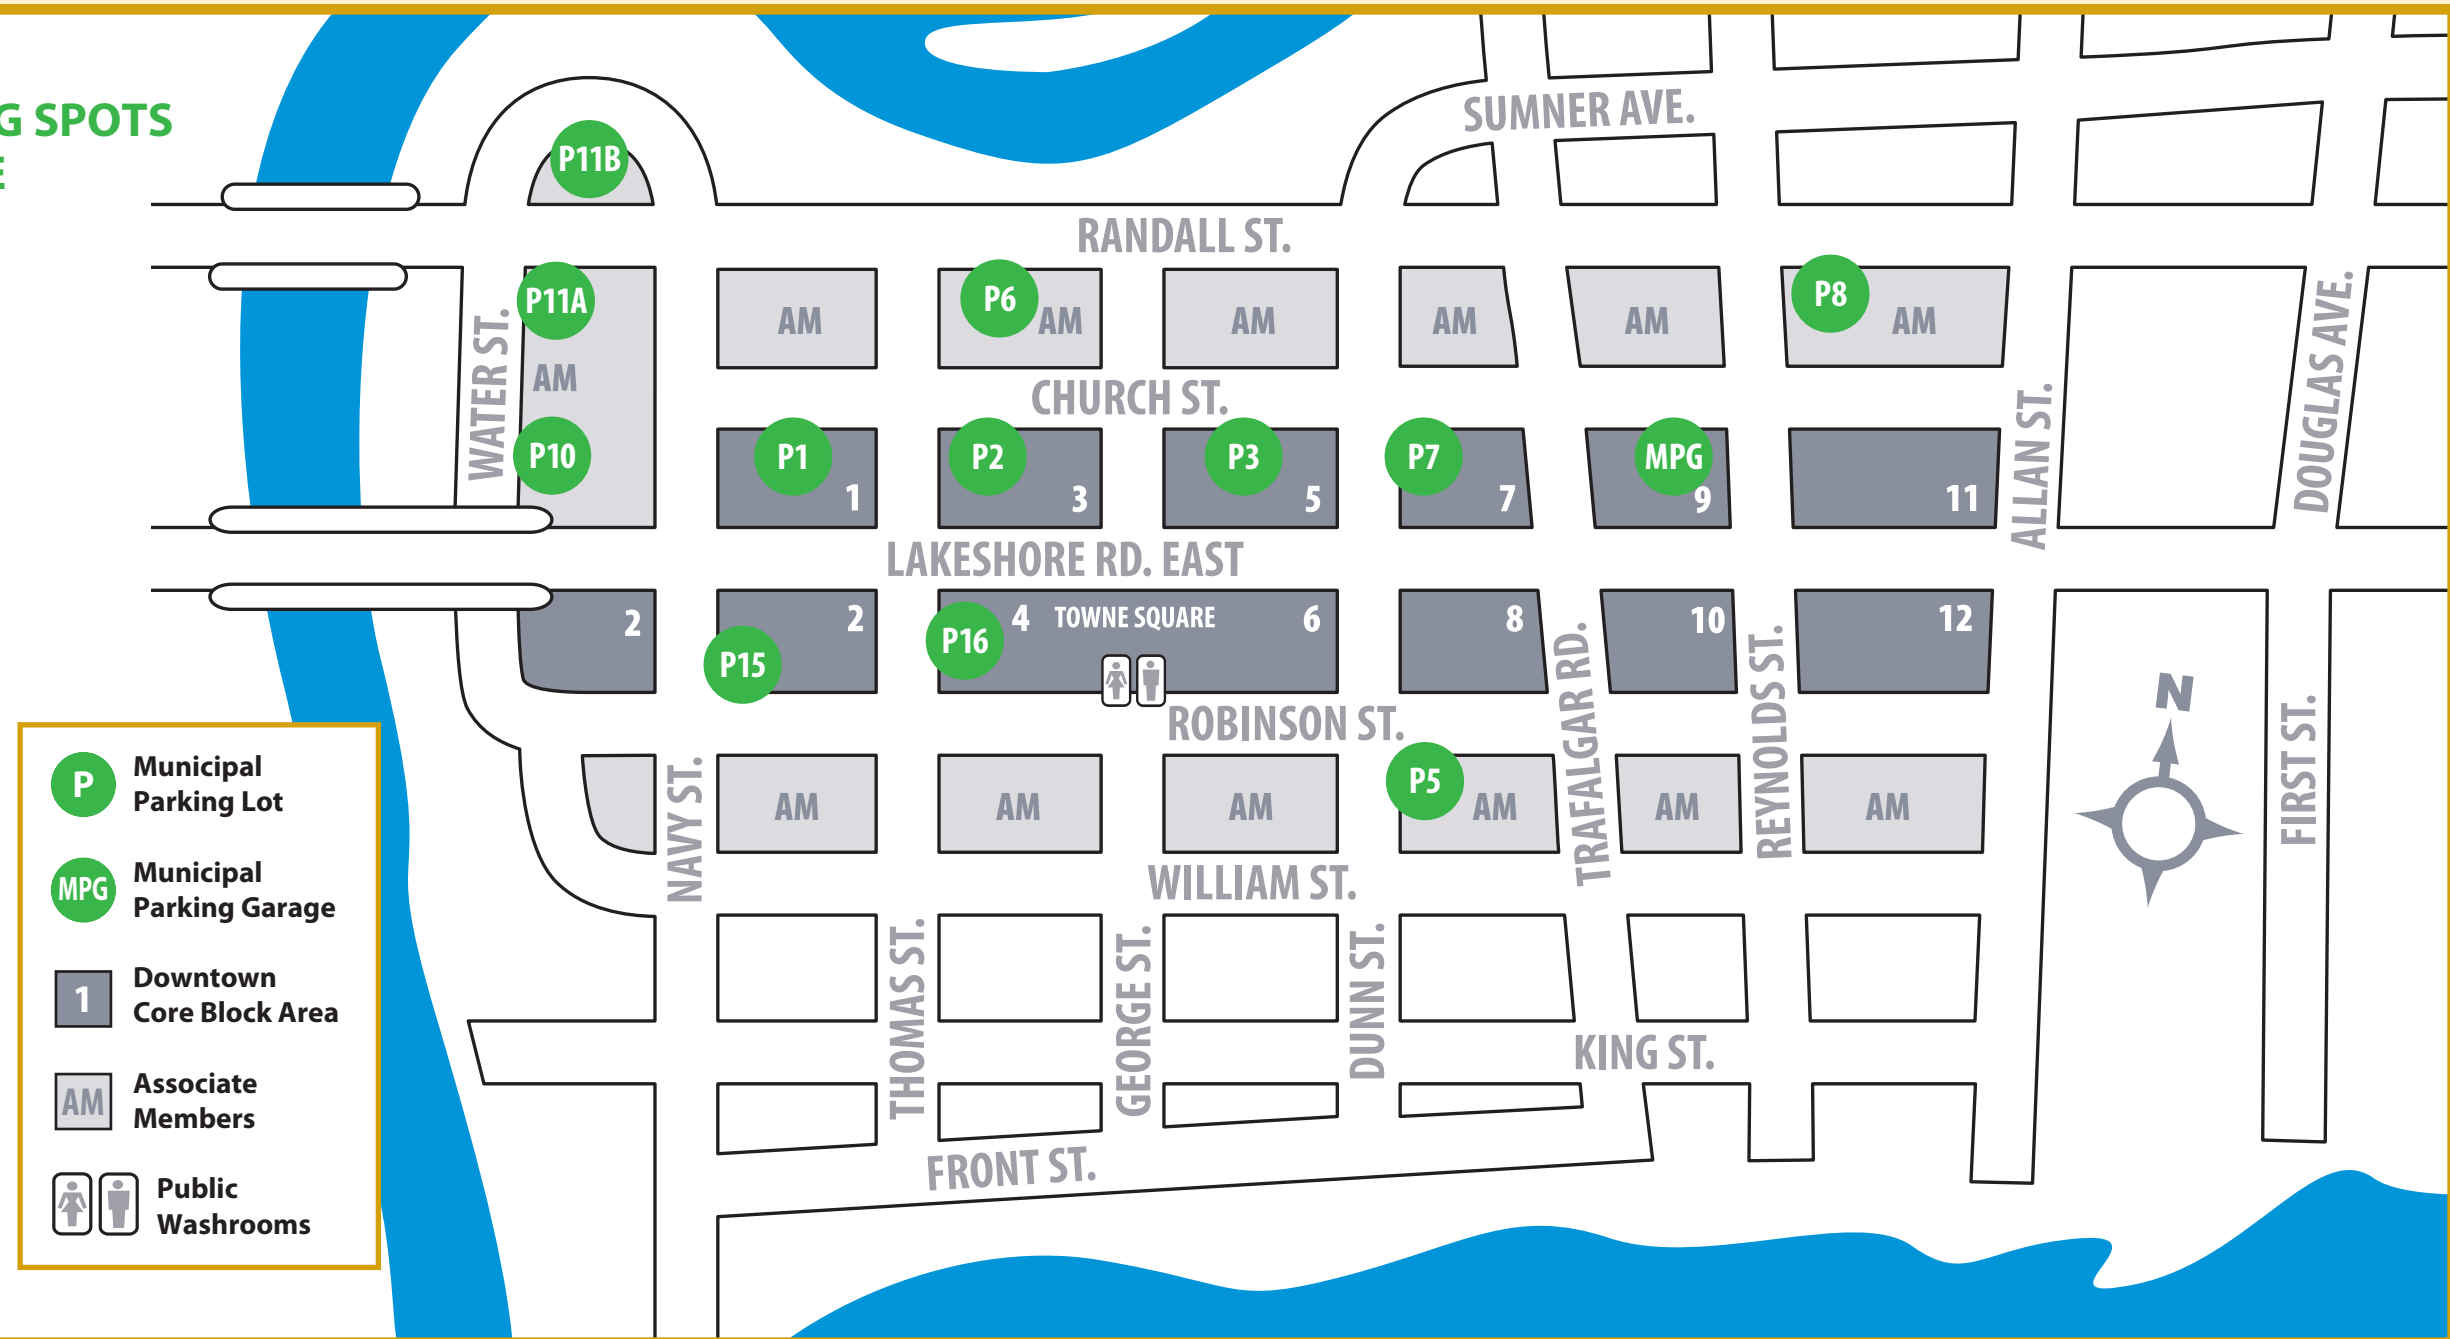 G SPOTS
E
SUMNER AVE.
P11B
RANDALL ST.
P11A
P6
P8
AM
AM
AM
AM
AM
AM
AM
WATER ST.
CHURCH ST.
ALLAN ST.
DOUGLAS AVE.
P10
P1
P2
P3
P7
MPG
1
3
5
7
9
11
LAKESHORE RD. EAST
2
2
4
TOWNE SQUARE
6
8
10
12
P15
P16
ROBINSON ST.
TRAFALGAR RD.
REYNOLDS ST.
N
FIRST ST.
NAVY ST.
P5
AM
AM
AM
AM
AM
AM
WILLIAM ST.
THOMAS ST.
GEORGE ST.
DUNN ST.
KING ST.
FRONT ST.
P
Municipal
Parking Lot
MPG
Municipal
Parking Garage
1
Downtown
Core Block Area
AM
Associate
Members
Public
Washrooms